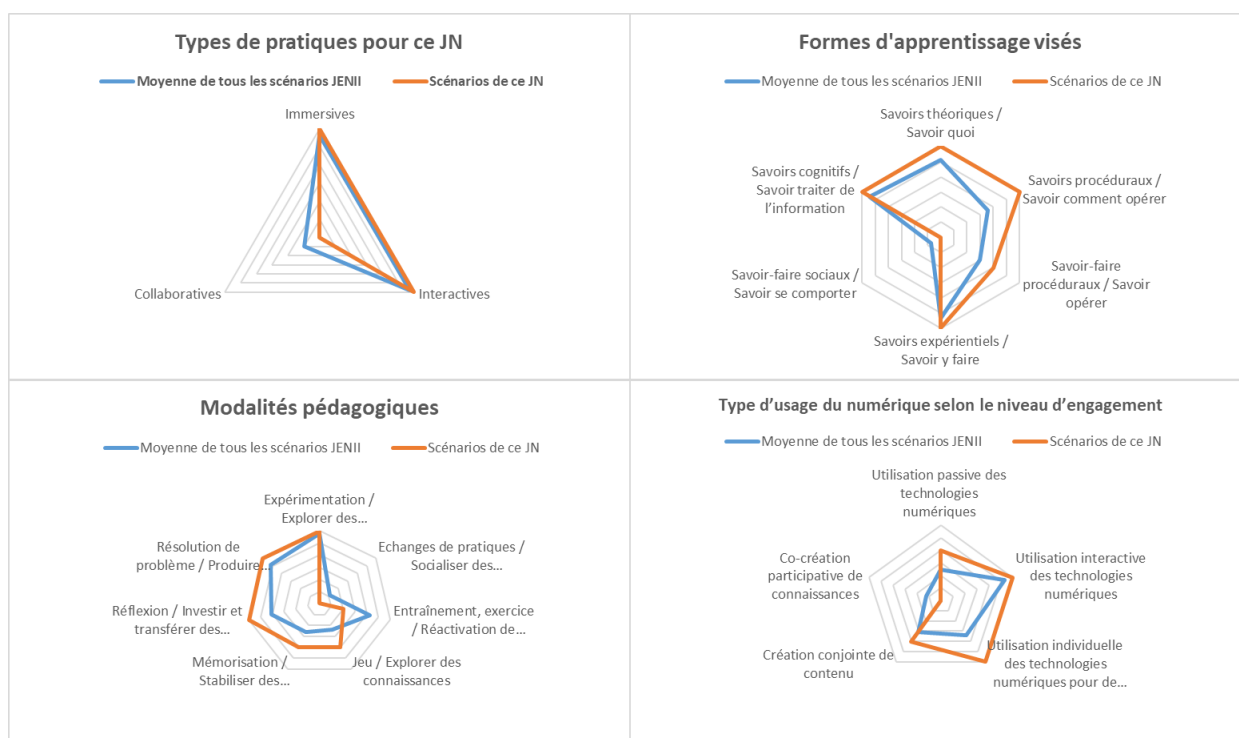 Types de pratiques pour ce JN
Moyenne de tous les scénarios JENII
Scénarios de ce JN
Immersives
Collaboratives
Interactives
Formes d'apprentissage visés
Moyenne de tous les scénarios JENII
Scénarios de ce JN
Savoirs théoriques /
Savoir quoi
Savoirs cognitifs /
Savoir traiter de
l'information
Savoirs procéduraux /
Savoir comment opérer
Savoir-faire sociaux /
Savoir se comporter
Savoir-faire
procéduraux / Savoir
opérer
Savoirs expérientiels /
Savoir y faire
Modalités pédagogiques
Moyenne de tous les scénarios JENII
Scénarios de ce JN
Expérimentation /
Explorer des...
Résolution de
problème / Produire...
Echanges de pratiques /
Socialiser des...
Réflexion / Investir et
transférer des...
Entraînement, exercice
/ Réactivation de...
Mémorisation /
Stabiliser des...
Jeu / Explorer des
connaissances
Type d’usage du numérique selon le niveau d’engagement
Moyenne de tous les scénarios JENII
Scénarios de ce JN
Utilisation passive des
technologies
numériques
Co-création
participative de
connaissances
Utilisation interactive
des technologies
numériques
Création conjointe de
contenu
Utilisation individuelle
des technologies
numériques pour de...